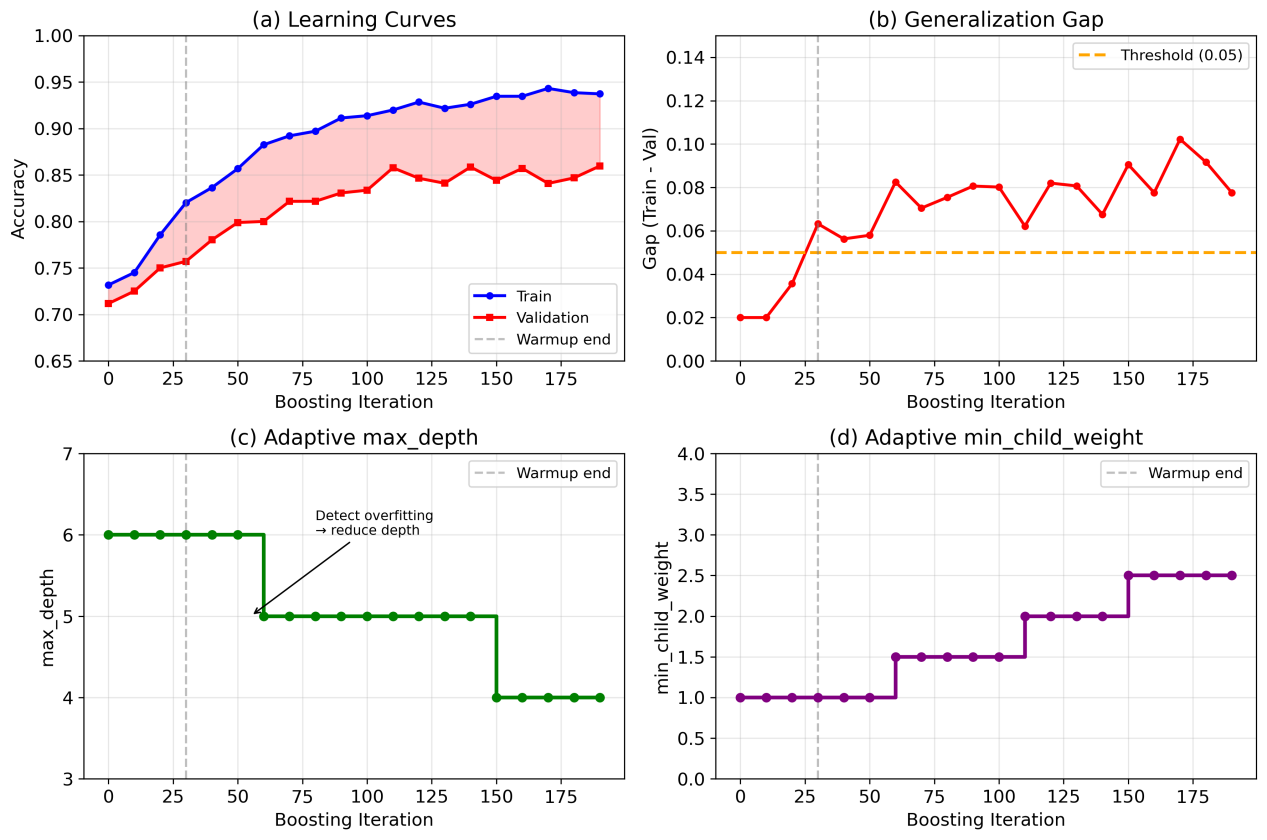 (a) Learning Curves
1.00
0.95
0.90
0.85
0.80
0.75
0.70
0.65
Accuracy
Train
Validation
Warmup end
0 25 50 75 100 125 150 175
Boosting Iteration
(b) Generalization Gap
0.14
0.12
0.10
0.08
0.06
0.04
0.02
0.00
Gap (Train - Val)
Threshold (0.05)
0 25 50 75 100 125 150 175
Boosting Iteration
(c) Adaptive max_depth
7
6
5
4
3
max_depth
Warmup end
Detect overfitting
→ reduce depth
0 25 50 75 100 125 150 175
Boosting Iteration
(d) Adaptive min_child_weight
4.0
3.5
3.0
2.5
2.0
1.5
1.0
0.5
0.0
min_child_weight
Warmup end
0 25 50 75 100 125 150 175
Boosting Iteration